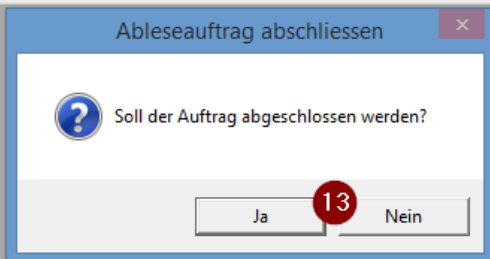 Ableseauftrag abschliessen
Soll der Auftrag abgeschlossen werden?
Ja 13 Nein